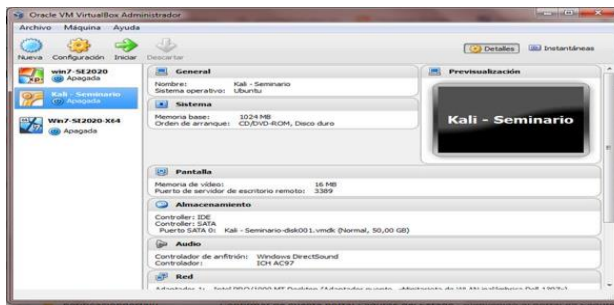 Oracle VM VirtualBox Administrador
Archivo Máquina Ayuda
Nueva Configuración Iniciar Descartar
Detalles Instantáneas
win7-SE2020
Apagada
Kali - Seminario
Apagada
Win7-SE2020-X64
Apagada
General
Nombre: Kali - Seminario
Sistema operativo: Ubuntu
Sistema
Memoria base: 1024 MB
Orden de arranque: CD/DVD-ROM, Disco duro
Previsualización
Kali - Seminario
Pantalla
Memoria de vídeo: 16 MB
Puerto de servidor de escritorio remoto: 3389
Almacenamiento
Controller: IDE
Controller: SATA
Puerto SATA 0: Kali - Seminario-disk001.vmdk (Normal, 50,00 GB)
Audio
Controlador de anfitrión: Windows DirectSound
Controlador: ICH AC97
Red